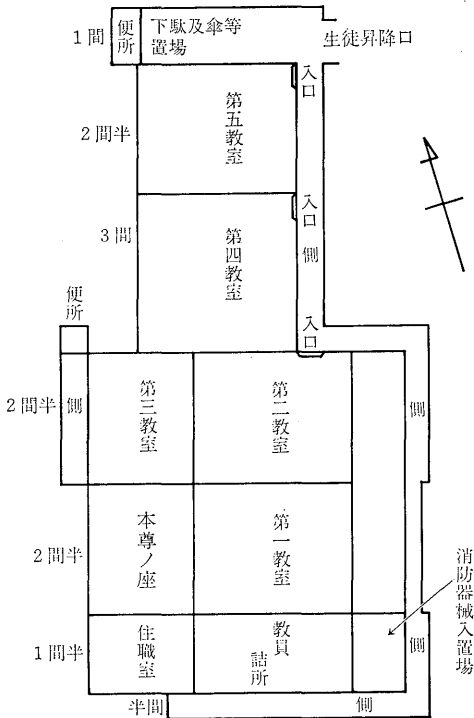 1間
便所
下駄及傘等
置場
生徒昇降口
入口
2間半
第五教室
3間
第四教室
入口
側
入口
便所
2間半
側
第三教室
第二教室
側
2間半
本尊ノ座
第一教室
消防器械入置場
1間半
住職室
教員
詰所
側
半間
側